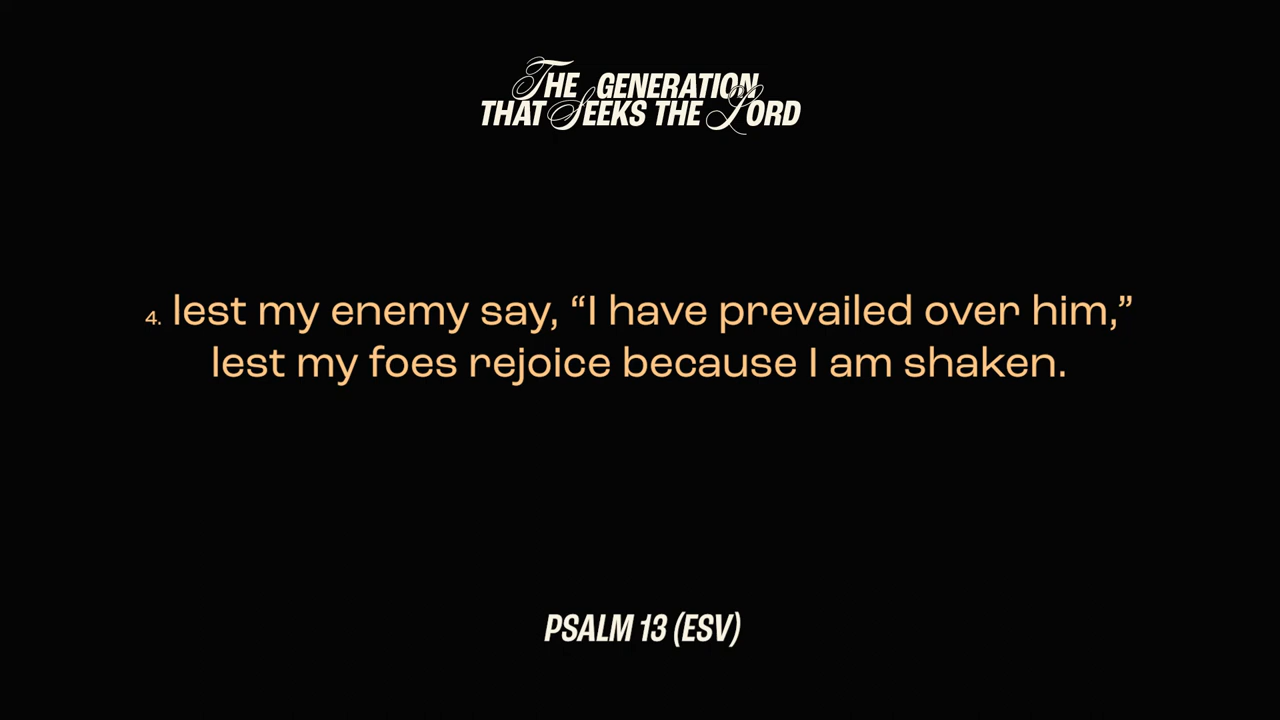 THE GENERATION
THAT SEEKS THE LORD
4. lest my enemy say, “I have prevailed over him,”
lest my foes rejoice because I am shaken.
PSALM 13 (ESV)